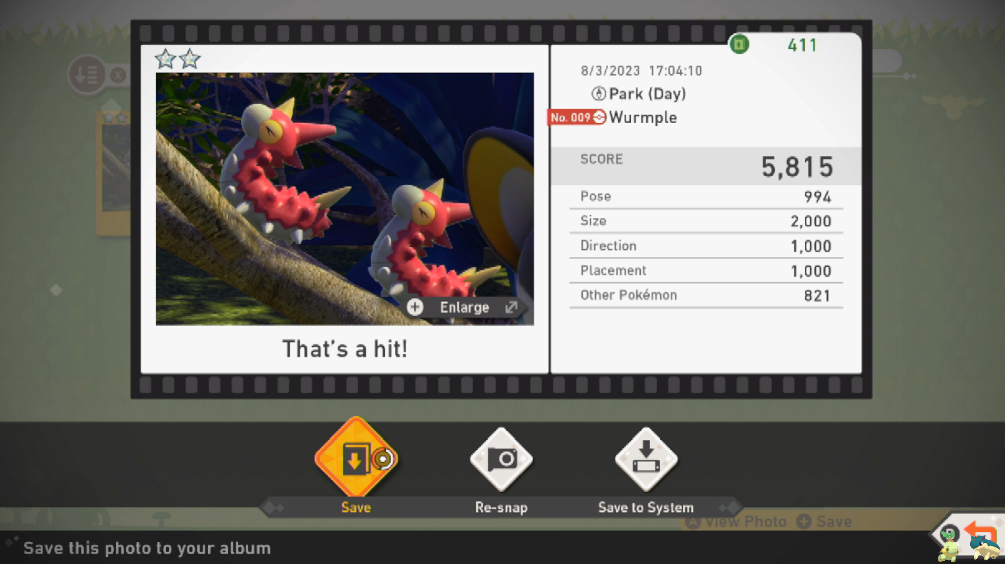 411
8/3/2023 17:04:10
Park (Day)
No. 009 Wurmple
SCORE 5,815
Pose 994
Size 2,000
Direction 1,000
Placement 1,000
Other Pokémon 821
+ Enlarge
That's a hit!
X
Save
Re-snap
Save to System
A View Photo + Save
Save this photo to your album